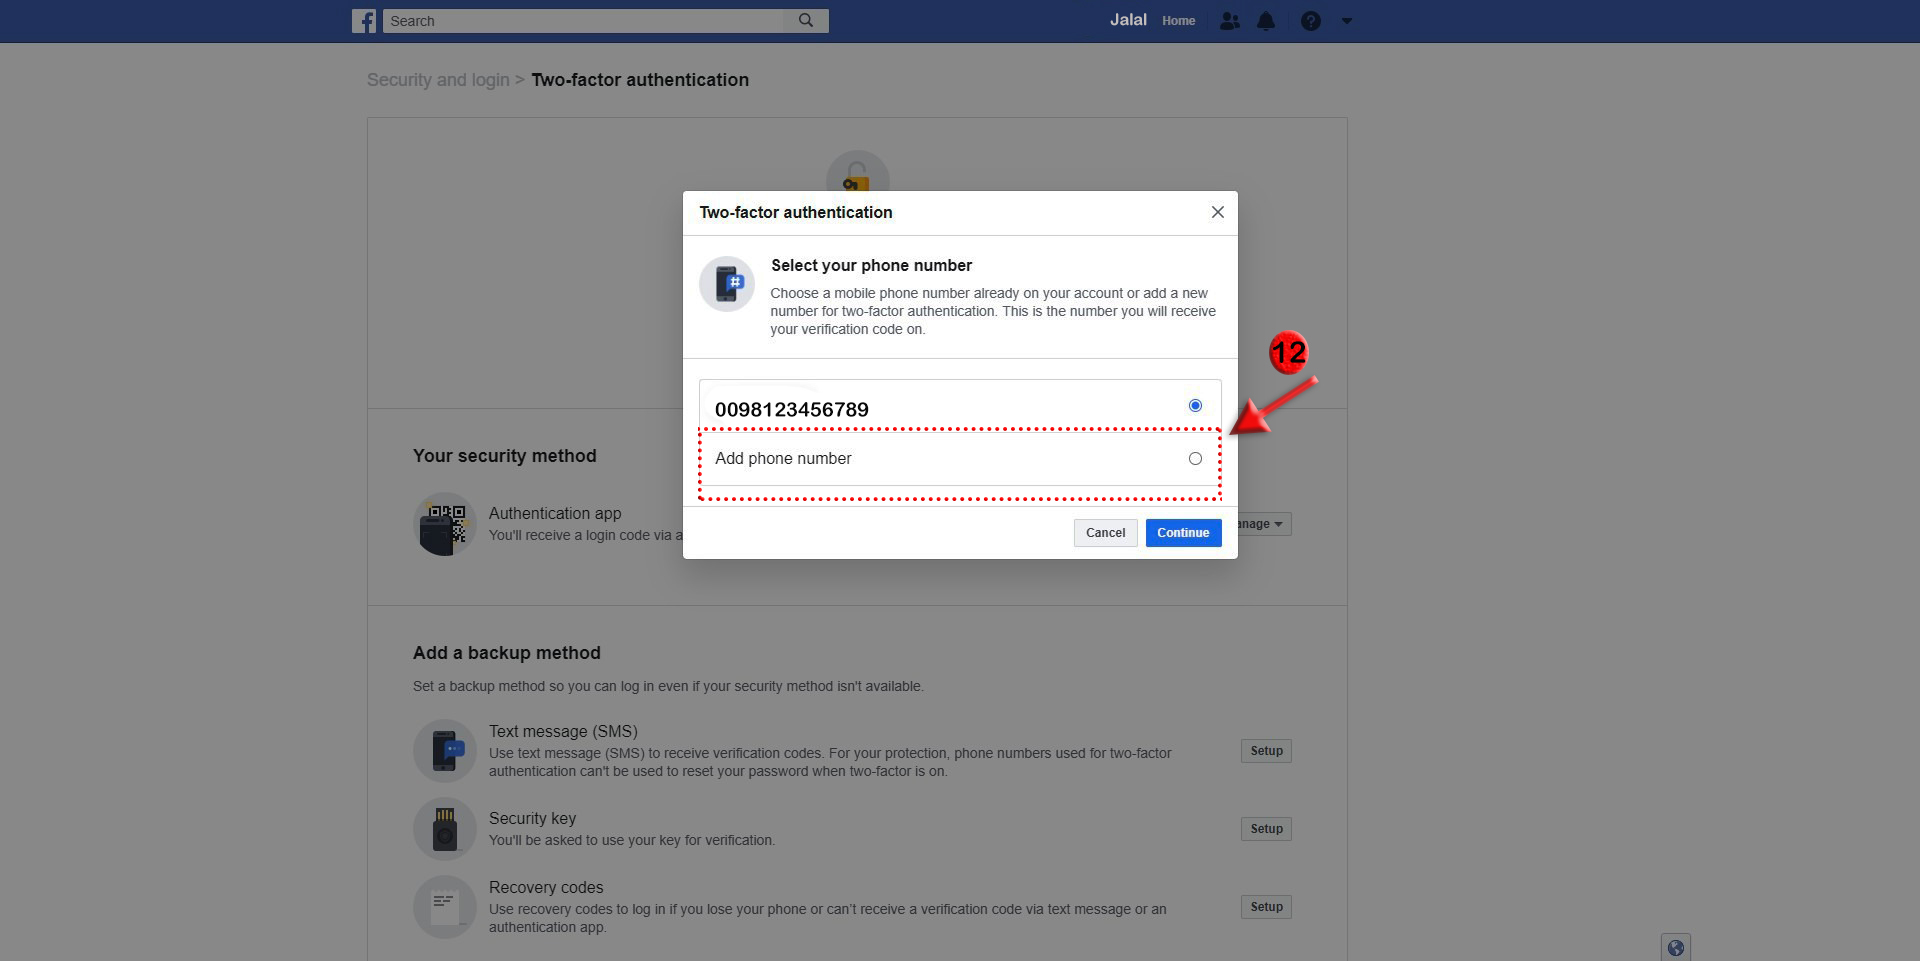 Search
Jalal Home
Security and login > Two-factor authentication
Two-factor authentication
Select your phone number
Choose a mobile phone number already on your account or add a new
number for two-factor authentication. This is the number you will receive
your verification code on.
12
0098123456789
Add phone number
Cancel Continue
Your security method
Authentication app
You'll receive a login code via a
anage
Add a backup method
Set a backup method so you can log in even if your security method isn't available.
Text message (SMS)
Use text message (SMS) to receive verification codes. For your protection, phone numbers used for two-factor
authentication can't be used to reset your password when two-factor is on.
Setup
Security key
You'll be asked to use your key for verification.
Setup
Recovery codes
Use recovery codes to log in if you lose your phone or can't receive a verification code via text message or an
authentication app.
Setup